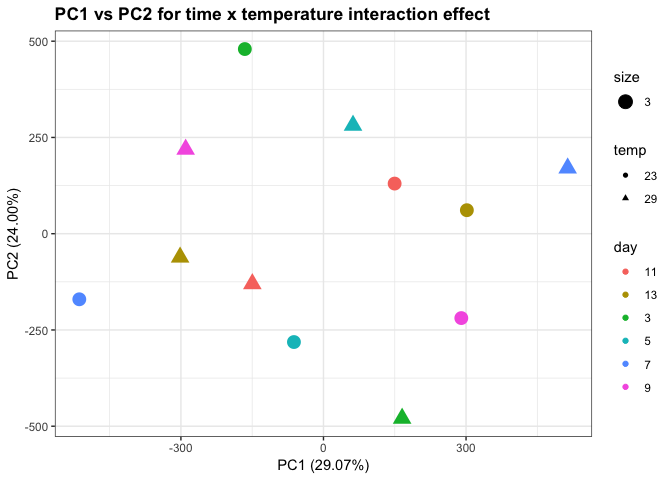 PC1 vs PC2 for time x temperature interaction effect
500
250
0
-250
-500
PC2 (24.00%)
-300
0
300
PC1 (29.07%)
size
3
temp
23
29
day
11
13
3
5
7
9